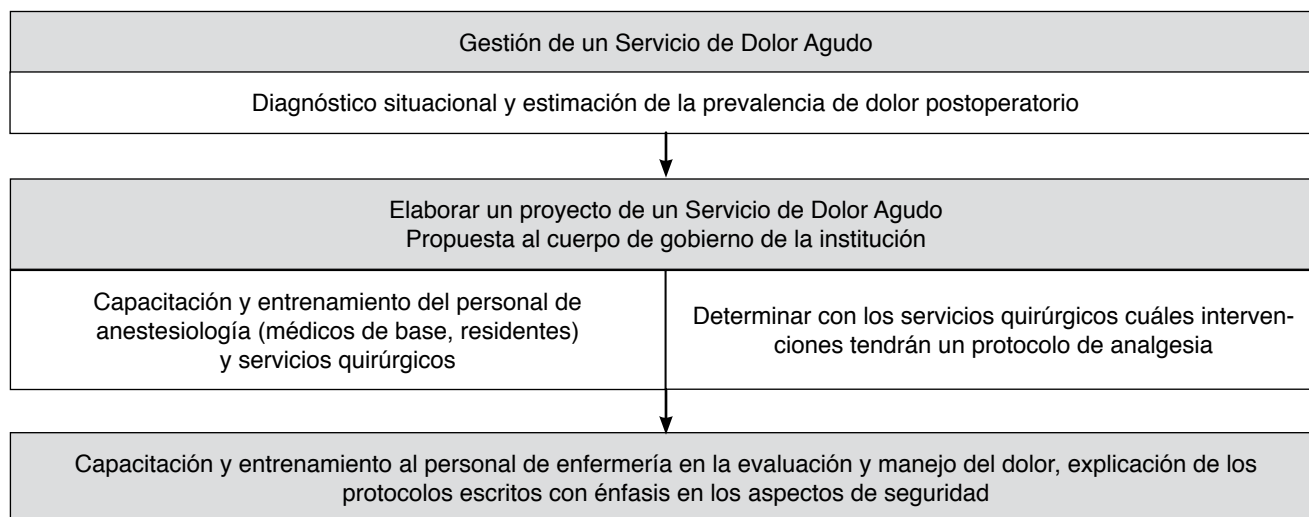 Gestión de un Servicio de Dolor Agudo
Diagnóstico situacional y estimación de la prevalencia de dolor postoperatorio
Elaborar un proyecto de un Servicio de Dolor Agudo
Propuesta al cuerpo de gobierno de la institución
Capacitación y entrenamiento del personal de
anestesiología (médicos de base, residentes)
y servicios quirúrgicos
Determinar con los servicios quirúrgicos cuáles interven-
ciones tendrán un protocolo de analgesia
Capacitación y entrenamiento al personal de enfermería en la evaluación y manejo del dolor, explicación de los
protocolos escritos con énfasis en los aspectos de seguridad